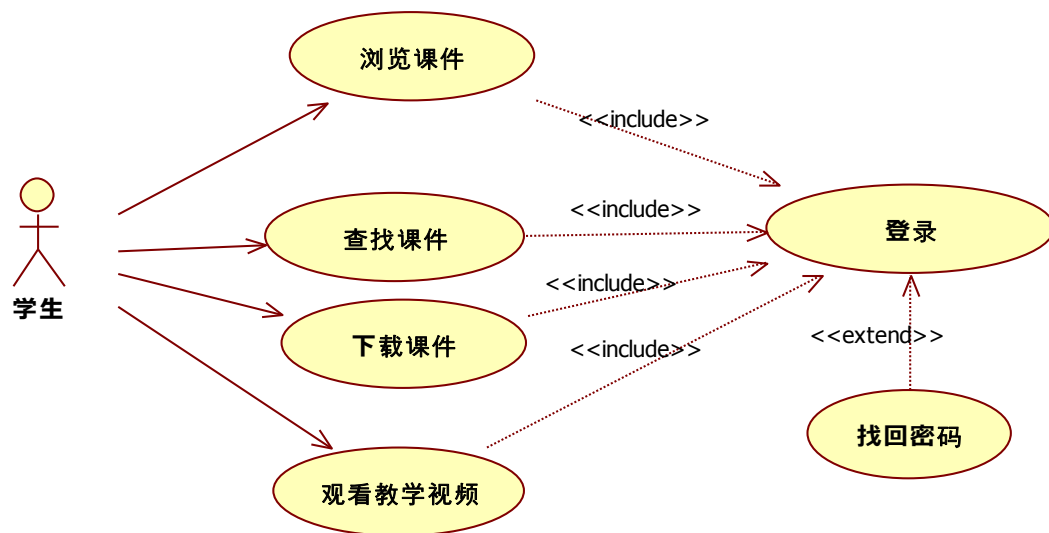 浏览课件
<<include>>
学生
查找课件
<<include>>
登录
下载课件
<<include>>
<<include>>
<<extend>>
找回密码
观看教学视频